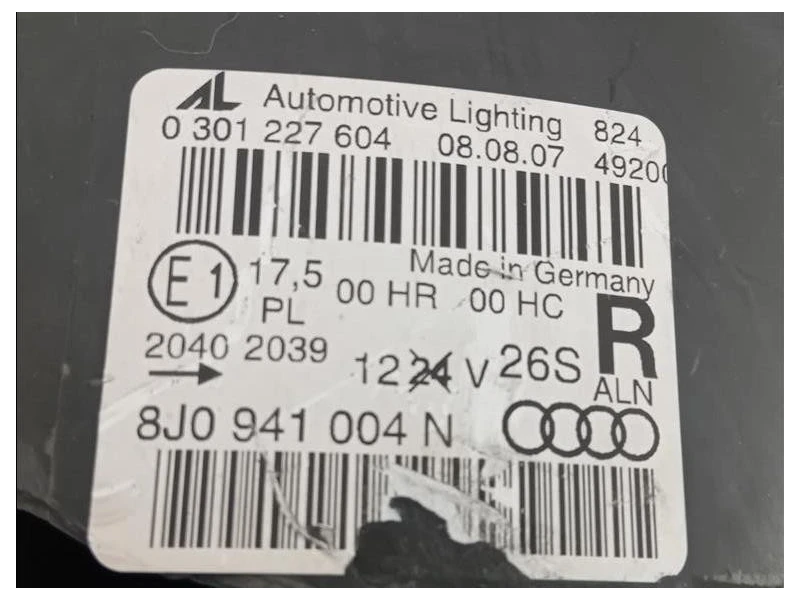 AL Automotive Lighting 824
0 301 227 604 08.08.07 4920
Made in Germany
E1 17,5 00 HR 00 HC R
PL
2040 2039 12 24 V 26S ALN
8J0 941 004 N